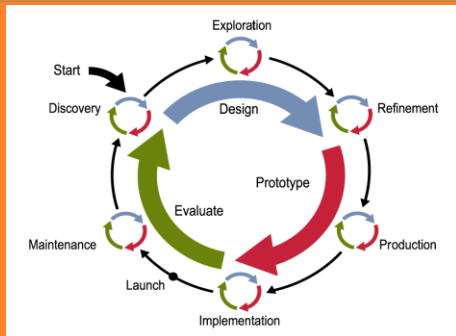 Exploration
Start
Discovery
Design
Refinement
Prototype
Evaluate
Maintenance
Production
Launch
Implementation